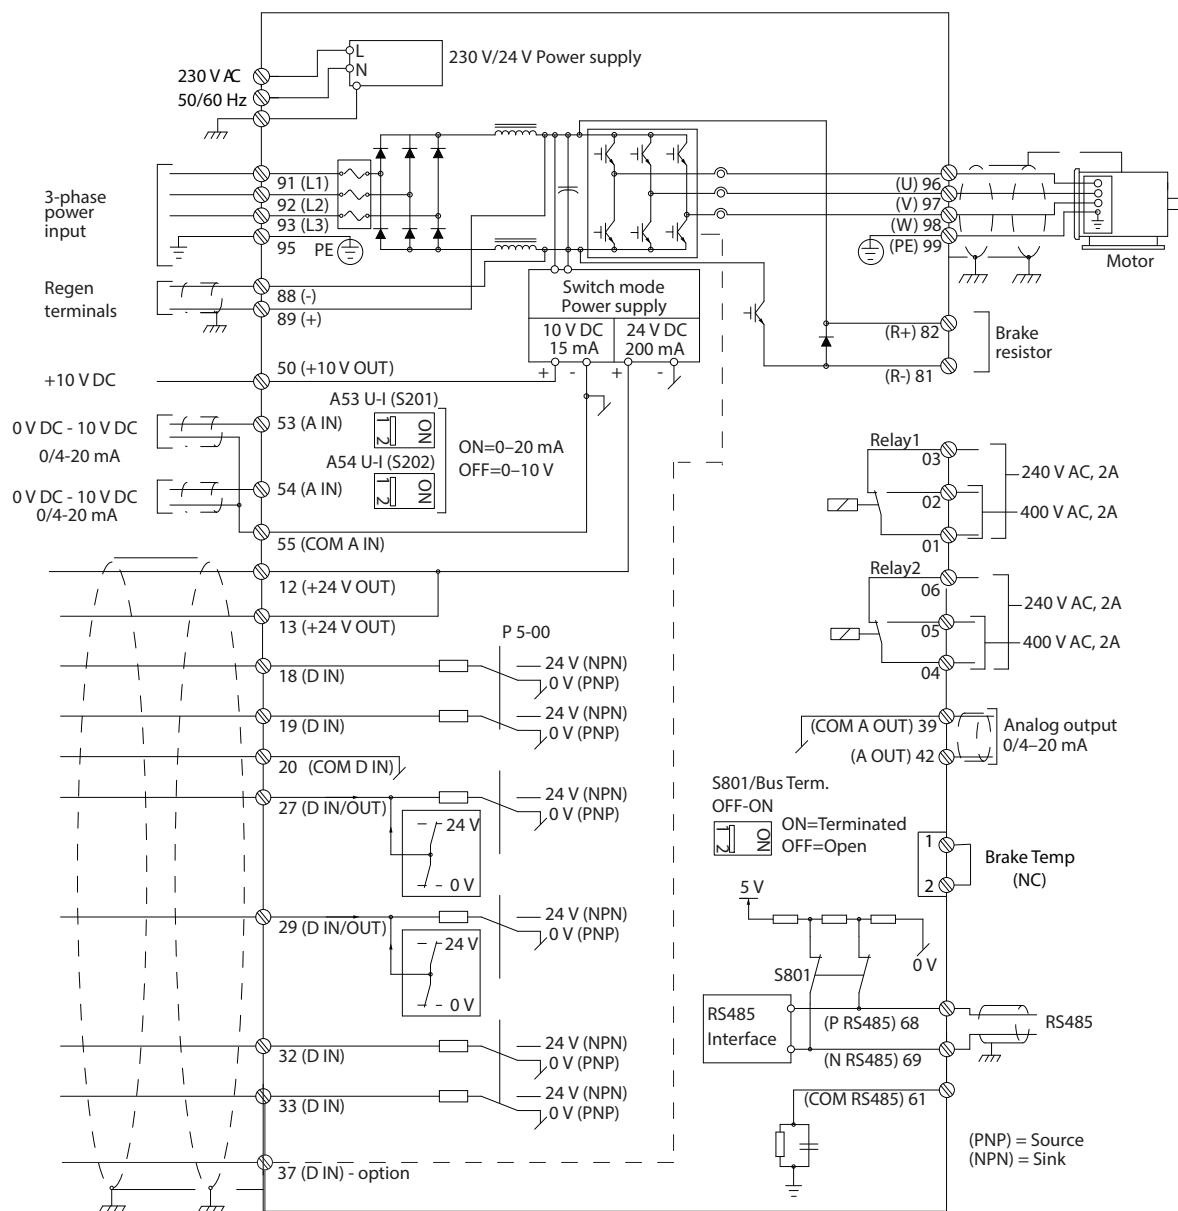 230 V/24 V Power supply
L
N
230 V AC
50/60 Hz
3-phase
power
input
91 (L1)
92 (L2)
93 (L3)
95
PE
(U) 96
(V) 97
(W) 98
(PE) 99
Motor
Regen
terminals
88 (-)
89 (+)
Switch mode
Power supply
10 V DC
15 mA
24 V DC
200 mA
+
-
+
-
(R+) 82
(R-) 81
Brake
resistor
+10 V DC
50 (+10 V OUT)
0 V DC - 10 V DC
0/4-20 mA
53 (A IN)
A53 U-I (S201)
1
2
ON
A54 U-I (S202)
1
2
ON
ON=0–20 mA
OFF=0–10 V
0 V DC - 10 V DC
0/4-20 mA
54 (A IN)
55 (COM A IN)
12 (+24 V OUT)
13 (+24 V OUT)
P 5-00
18 (D IN)
24 V (NPN)
0 V (PNP)
19 (D IN)
24 V (NPN)
0 V (PNP)
20 (COM D IN)
27 (D IN/OUT)
24 V (NPN)
0 V (PNP)
24 V
0 V
29 (D IN/OUT)
24 V (NPN)
0 V (PNP)
24 V
0 V
32 (D IN)
24 V (NPN)
0 V (PNP)
33 (D IN)
24 V (NPN)
0 V (PNP)
37 (D IN) - option
Relay1
03
02
01
240 V AC, 2A
400 V AC, 2A
Relay2
06
05
04
240 V AC, 2A
400 V AC, 2A
(COM A OUT) 39
(A OUT) 42
Analog output
0/4–20 mA
S801/Bus Term.
OFF-ON
1
2
ON
ON=Terminated
OFF=Open
1
2
Brake Temp
(NC)
5 V
0 V
S801
RS485
Interface
(P RS485) 68
(N RS485) 69
RS485
(COM RS485) 61
(PNP) = Source
(NPN) = Sink